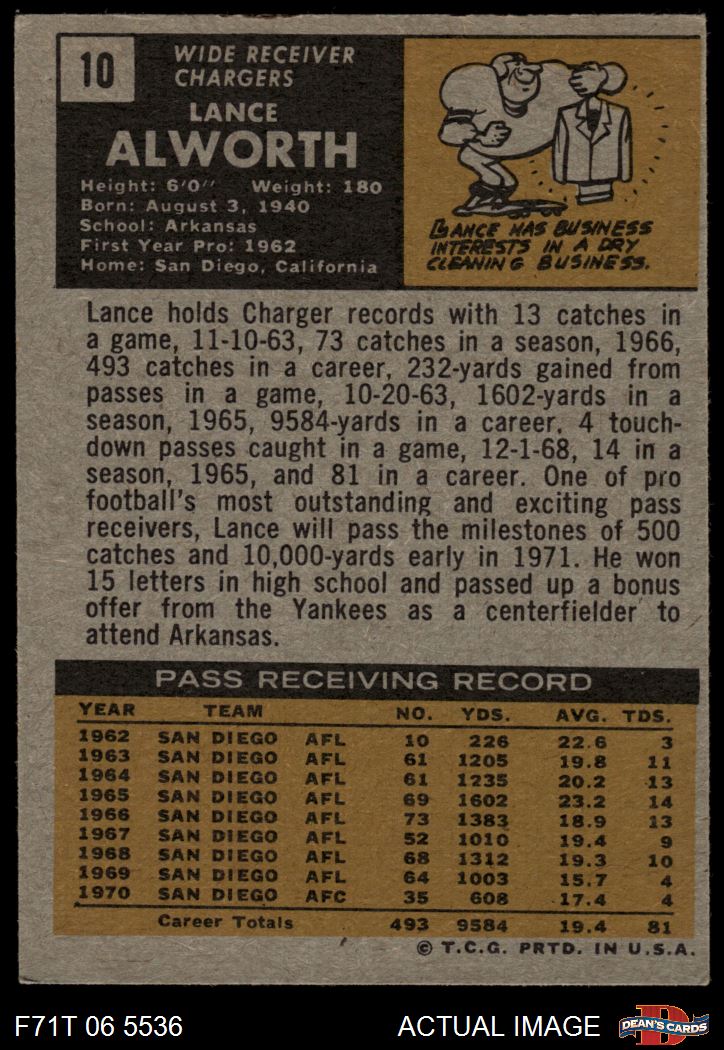 10
WIDE RECEIVER
CHARGERS
LANCE
ALWORTH
Height: 6'0" Weight: 180
Born: August 3, 1940
School: Arkansas
First Year Pro: 1962
Home: San Diego, California
LANCE HAS BUSINESS
INTERESTS IN A DRY
CLEANING BUSINESS.
Lance holds Charger records with 13 catches in
a game, 11-10-63, 73 catches in a season, 1966,
493 catches in a career, 232-yards gained from
passes in a game, 10-20-63, 1602-yards in a
season, 1965, 9584-yards in a career. 4 touch-
down passes caught in a game, 12-1-68, 14 in a
season, 1965, and 81 in a career. One of pro
football's most outstanding and exciting pass
receivers, Lance will pass the milestones of 500
catches and 10,000-yards early in 1971. He won
15 letters in high school and passed up a bonus
offer from the Yankees as a centerfielder to
attend Arkansas.
PASS RECEIVING RECORD
YEAR TEAM NO. YDS. AVG. TDS.
1962 SAN DIEGO AFL 10 226 22.6 3
1963 SAN DIEGO AFL 61 1205 19.8 11
1964 SAN DIEGO AFL 61 1235 20.2 13
1965 SAN DIEGO AFL 69 1602 23.2 14
1966 SAN DIEGO AFL 73 1383 18.9 13
1967 SAN DIEGO AFL 52 1010 19.4 9
1968 SAN DIEGO AFL 68 1312 19.3 10
1969 SAN DIEGO AFL 64 1003 15.7 4
1970 SAN DIEGO AFC 35 608 17.4 4
Career Totals 493 9584 19.4 81
© T.C.G. PRTD. IN U.S.A.
F71T 06 5536 ACTUAL IMAGE
D
DEAN'S CARDS